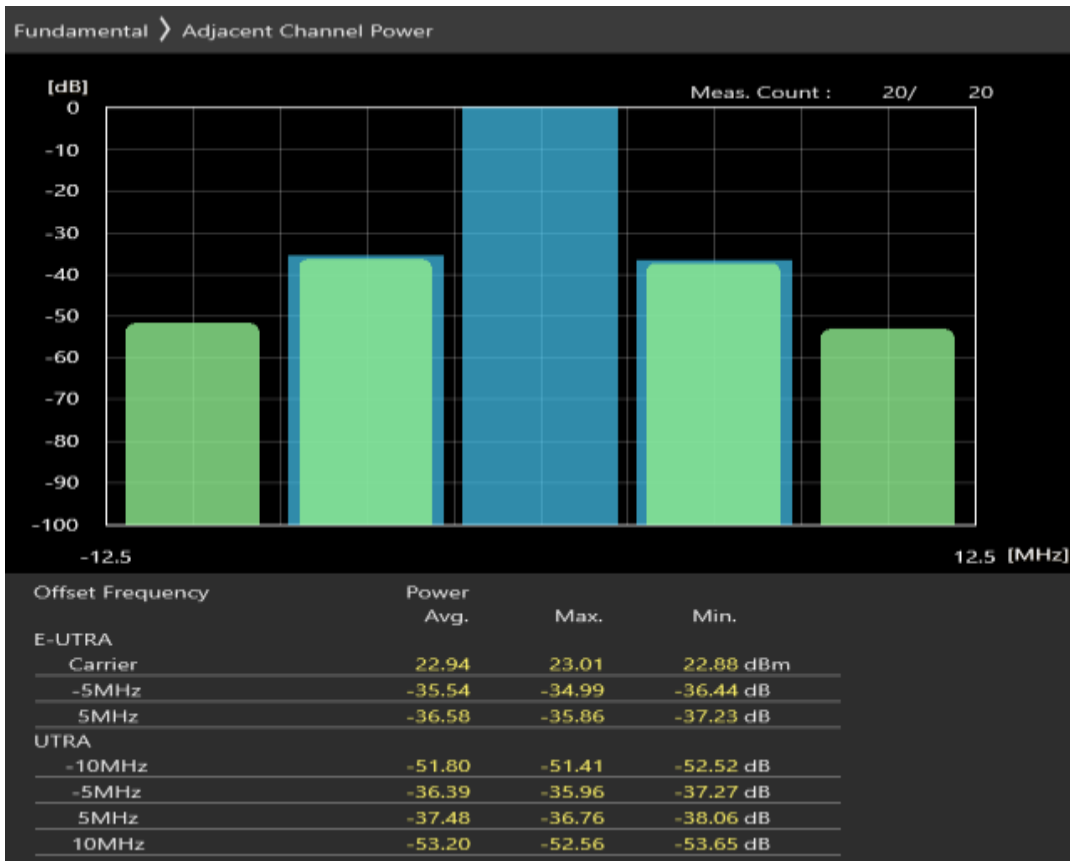 Fundamental 〉 Adjacent Channel Power
[dB]
Meas. Count : 20/ 20
0
-10
-20
-30
-40
-50
-60
-70
-80
-90
-100
-12.5 12.5 [MHz]
Offset Frequency Power
Avg. Max. Min.
E-UTRA
Carrier 22.94 23.01 22.88 dBm
-5MHz -35.54 -34.99 -36.44 dB
5MHz -36.58 -35.86 -37.23 dB
UTRA
-10MHz -51.80 -51.41 -52.52 dB
-5MHz -36.39 -35.96 -37.27 dB
5MHz -37.48 -36.76 -38.06 dB
10MHz -53.20 -52.56 -53.65 dB